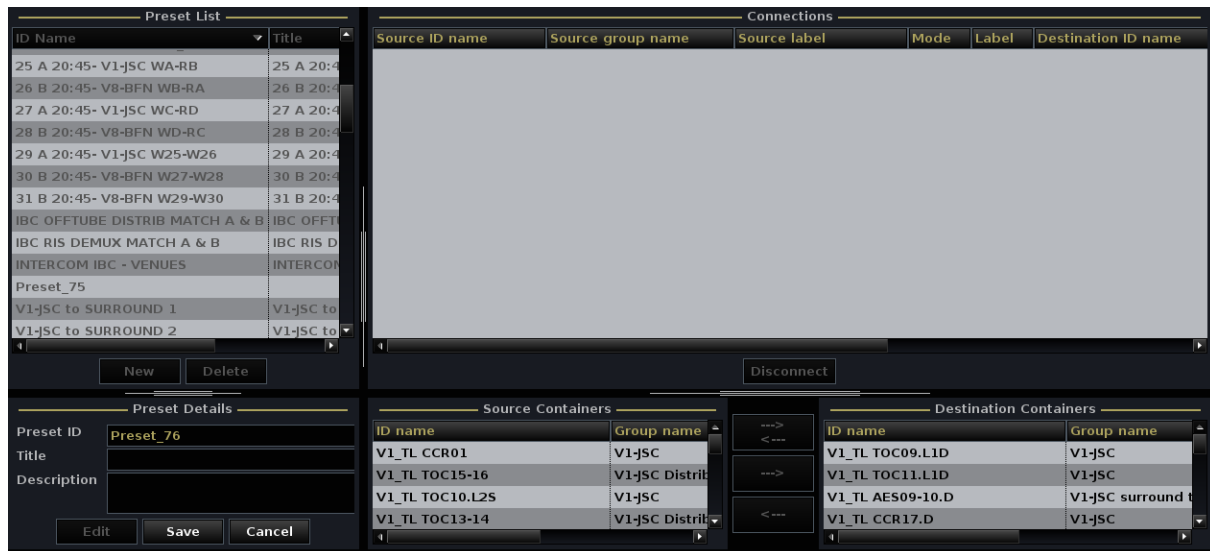 Preset List
ID Name Title
25 A 20:45- V1-JSC WA-RB 25 A 20:4
26 B 20:45- V8-BFN WB-RA 26 B 20:4
27 A 20:45- V1-JSC WC-RD 27 A 20:4
28 B 20:45- V8-BFN WD-RC 28 B 20:4
29 A 20:45- V1-JSC W25-W26 29 A 20:4
30 B 20:45- V8-BFN W27-W28 30 B 20:4
31 B 20:45- V8-BFN W29-W30 31 B 20:4
IBC OFFTUBE DISTRIB MATCH A & B IBC OFFT
IBC RIS DEMUX MATCH A & B IBC RIS D
INTERCOM IBC - VENUES INTERCOM
Preset_75
V1-JSC to SURROUND 1 V1-JSC to
V1-JSC to SURROUND 2 V1-JSC to
New Delete
Connections
Source ID name Source group name Source label Mode Label Destination ID name
Disconnect
Preset Details
Preset ID Preset_76
Title
Description
Edit Save Cancel
Source Containers
ID name Group name
V1_TL CCR01 V1-JSC
V1_TL TOC15-16 V1-JSC Distrib
V1_TL TOC10.L2S V1-JSC
V1_TL TOC13-14 V1-JSC Distrib
--->
<---
--->
<---
Destination Containers
ID name Group name
V1_TL TOC09.L1D V1-JSC
V1_TL TOC11.L1D V1-JSC
V1_TL AES09-10.D V1-JSC surround t
V1_TL CCR17.D V1-JSC